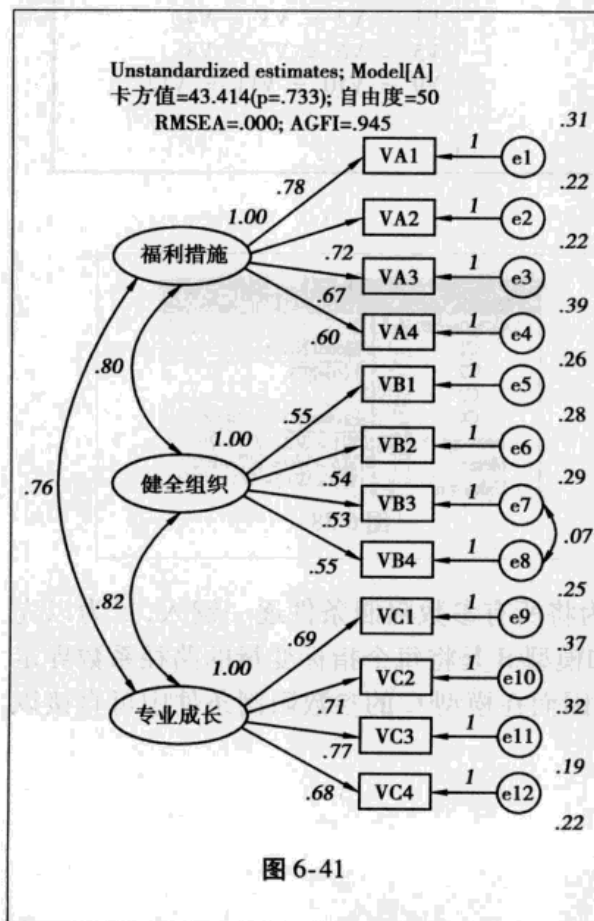 Unstandardized estimates; Model[A]
卡方值=43.414(p=.733); 自由度=50
RMSEA=.000; AGFI=.945
.31
VA1 1 e1
.78
.22
1.00
VA2 1 e2
福利措施
.22
.72
VA3 1 e3
.67
.39
VA4 1 e4
.60
.80
.26
VB1 1 e5
.55
.28
1.00
VB2 1 e6
健全组织
.29
.76
.54
VB3 1 e7
.53
.07
VB4 1 e8
.55
.82
.25
VC1 1 e9
.69
.37
1.00
VC2 1 e10
专业成长
.71
.32
VC3 1 e11
.77
.19
VC4 1 e12
.68
.22
图 6-41